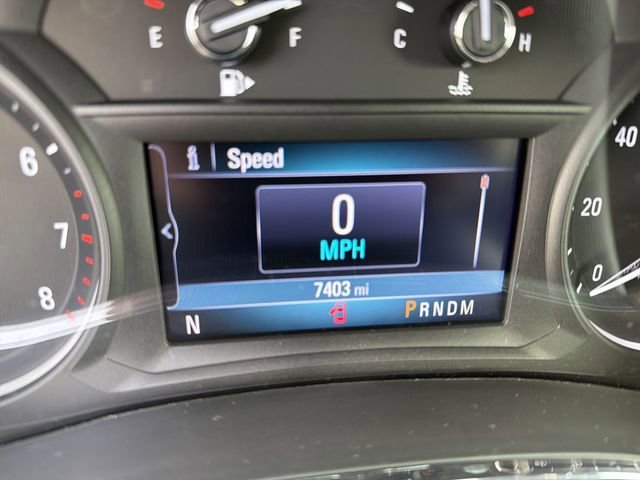 E F C H
i Speed
0
MPH
7403 mi
N PRNDM
6
7
8
40
20
0